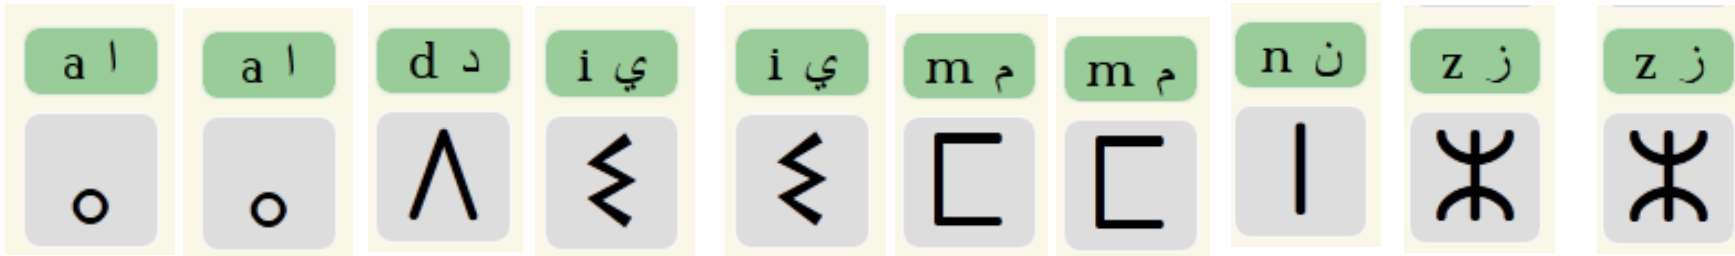 a ا a ا d د i ي i ي m م m م n ن z ز z ز
ⴰ ⴰ ⴷ ⵉ ⵉ ⵎ ⵎ ⵏ ⵣ ⵣ